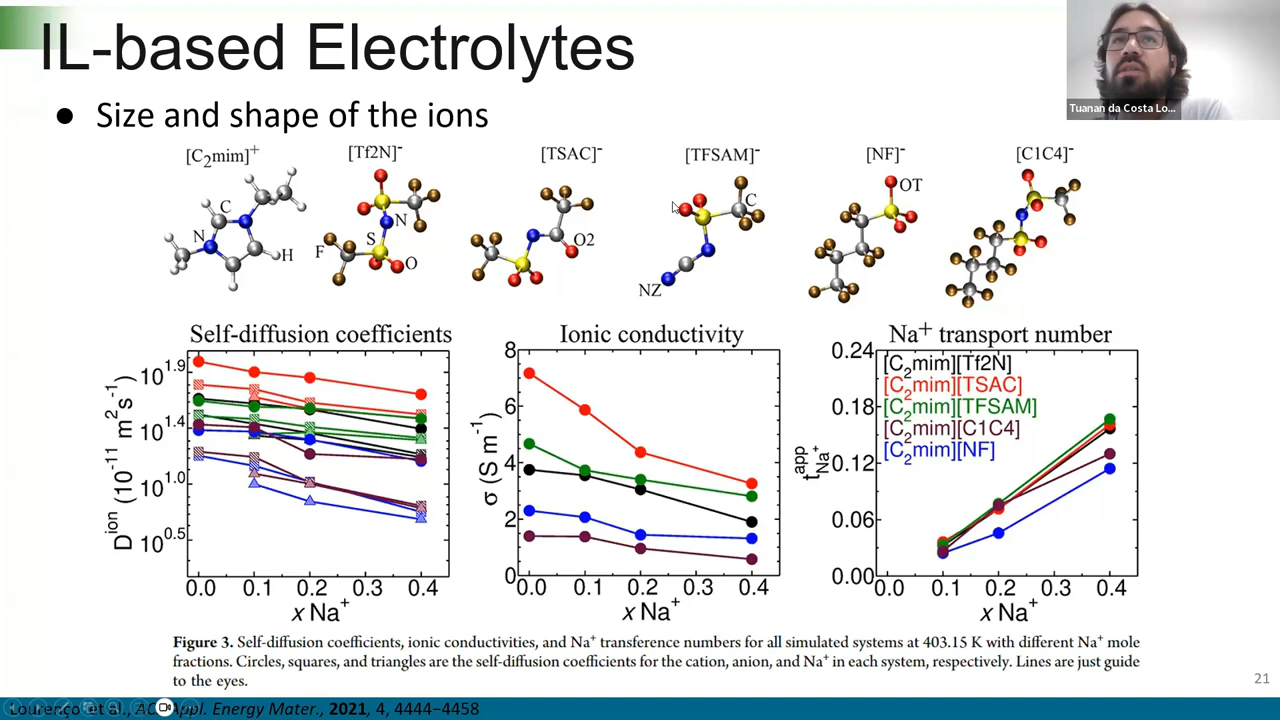 IL-based Electrolytes
Tuanan da Costa Lo...
● Size and shape of the ions
[C2mim]+ [Tf2N]- [TSAC]- [TFSAM]- [NF]- [C1C4]-
C N H
F S N O
O2
C NZ
OT
Self-diffusion coefficients Ionic conductivity Na+ transport number
D^ion (10^-11 m^2 s^-1)
10^1.9
10^1.4
10^1.0
10^0.5
0.0 0.1 0.2 0.3 0.4
x Na+
σ (S m^-1)
8
6
4
2
0
0.0 0.1 0.2 0.3 0.4
x Na+
t^app Na+
0.24
0.18
0.12
0.06
0.00
[C2mim][Tf2N]
[C2mim][TSAC]
[C2mim][TFSAM]
[C2mim][C1C4]
[C2mim][NF]
0.0 0.1 0.2 0.3 0.4
x Na+
Figure 3. Self-diffusion coefficients, ionic conductivities, and Na+ transference numbers for all simulated systems at 403.15 K with different Na+ mole
fractions. Circles, squares, and triangles are the self-diffusion coefficients for the cation, anion, and Na+ in each system, respectively. Lines are just guide
to the eyes.
21
Lourenço et al., Appl. Energy Mater., 2021, 4, 4444−4458